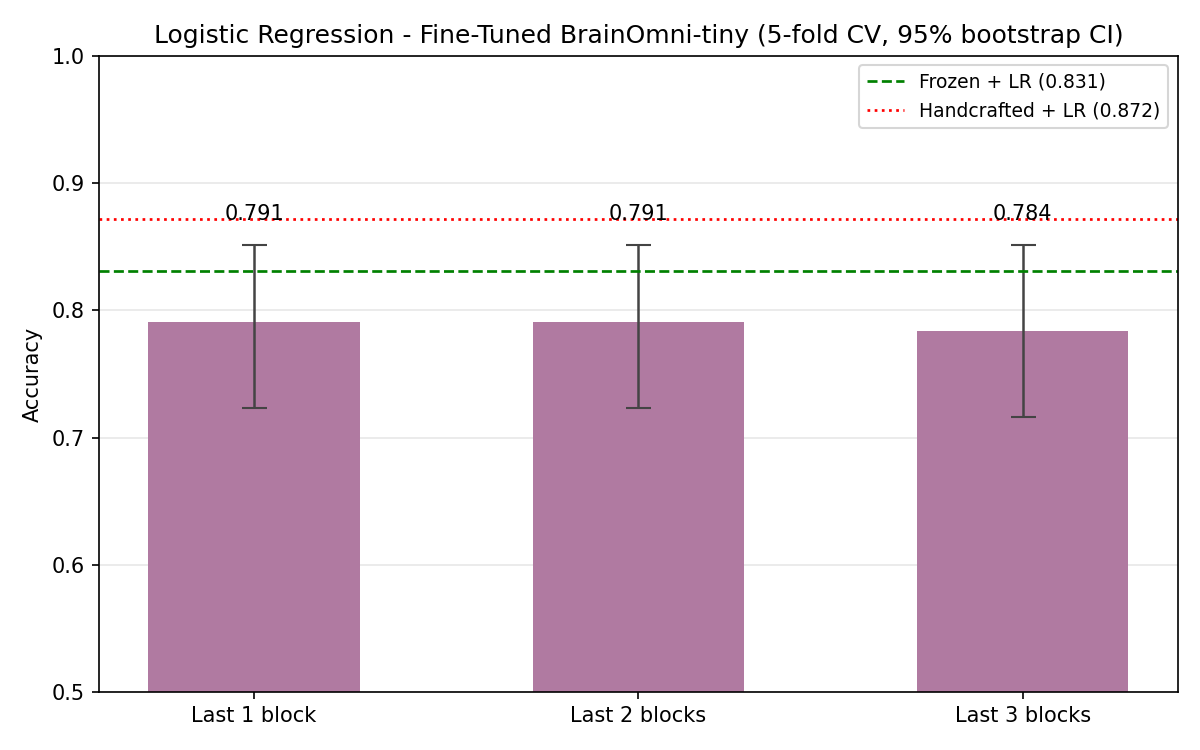 Logistic Regression - Fine-Tuned BrainOmni-tiny (5-fold CV, 95% bootstrap CI)
Frozen + LR (0.831)
Handcrafted + LR (0.872)
Accuracy
1.0
0.9
0.8
0.7
0.6
0.5
0.791
0.791
0.784
Last 1 block
Last 2 blocks
Last 3 blocks